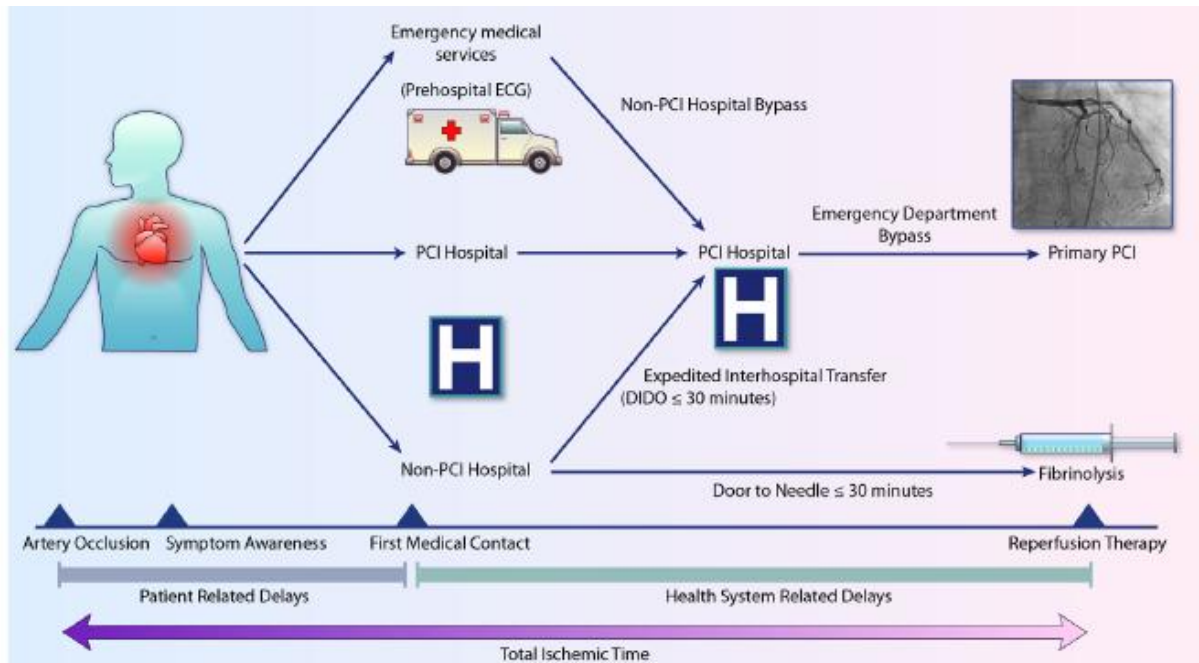 Emergency medical
services
(Prehospital ECG)
Non-PCI Hospital Bypass
Emergency Department
Bypass
PCI Hospital
PCI Hospital
Primary PCI
H
H
Expedited Interhospital Transfer
(DIDO ≤ 30 minutes)
Non-PCI Hospital
Door to Needle ≤ 30 minutes
Fibrinolysis
Artery Occlusion
Symptom Awareness
First Medical Contact
Reperfusion Therapy
Patient Related Delays
Health System Related Delays
Total Ischemic Time